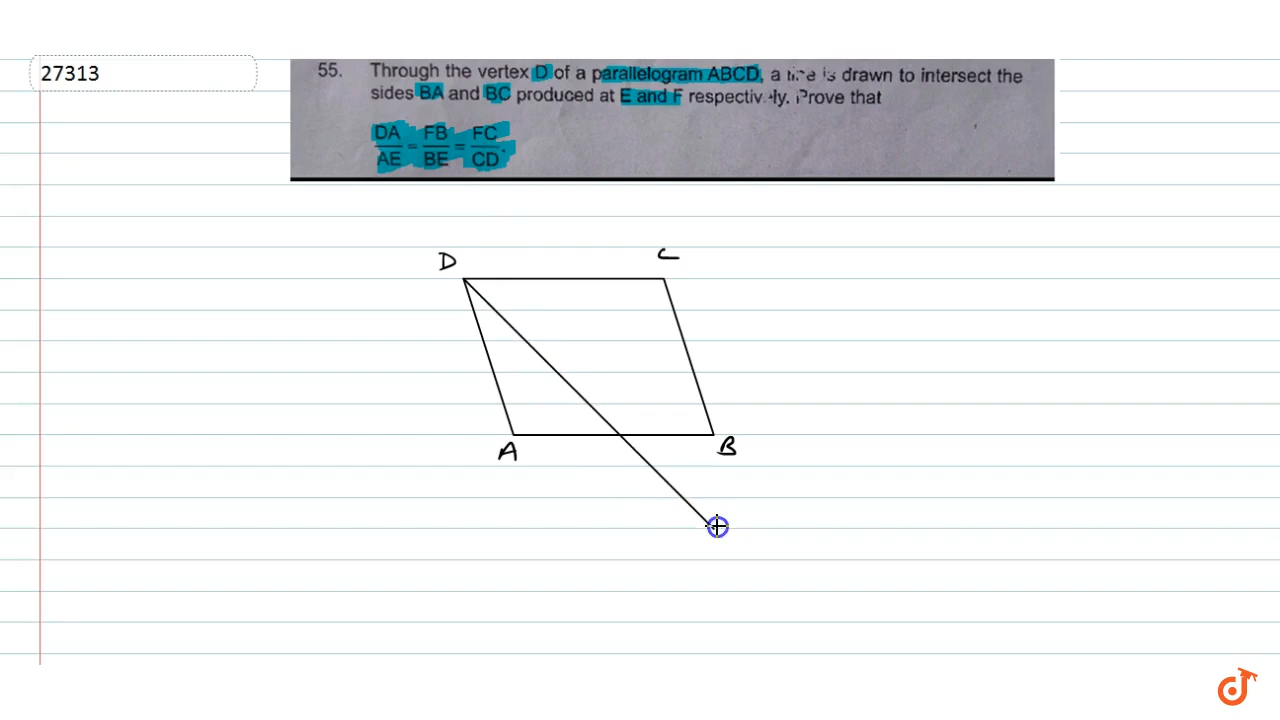 27313
55. Through the vertex D of a parallelogram ABCD, a line is drawn to intersect the
sides BA and BC produced at E and F respectively. Prove that
DA/AE = FB/BE = FC/CD.
D C
A B